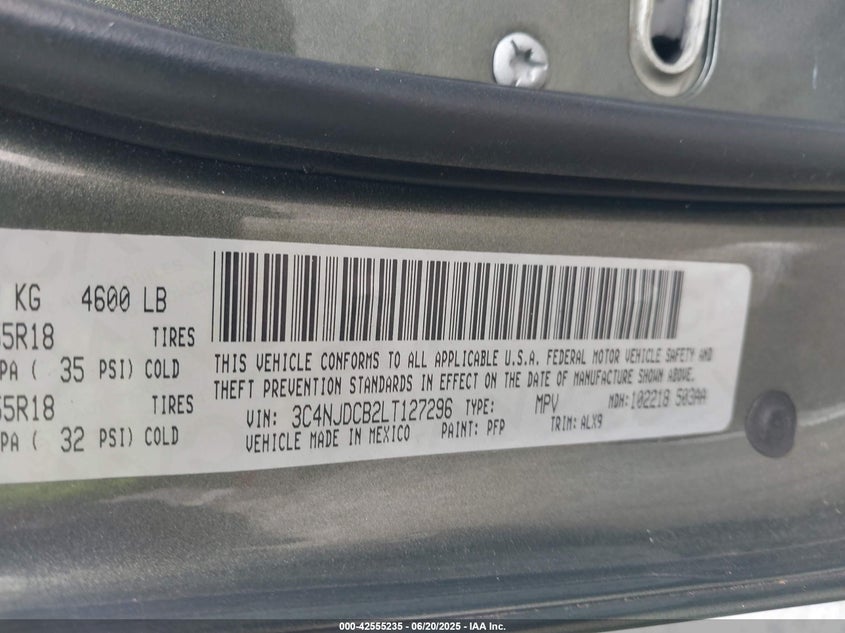 KG 4600 LB
5R18 TIRES
PA ( 35 PSI) COLD
55R18 TIRES
PA ( 32 PSI) COLD
THIS VEHICLE CONFORMS TO ALL APPLICABLE U.S.A. FEDERAL MOTOR VEHICLE SAFETY AND
THEFT PREVENTION STANDARDS IN EFFECT ON THE DATE OF MANUFACTURE SHOWN ABOVE.
VIN: 3C4NJDCB2LT127296 TYPE: MPV MDH: 102218 503AA
VEHICLE MADE IN MEXICO PAINT: PFP TRIM: ALX9
000-42555235 - 06/20/2025 - IAA Inc.